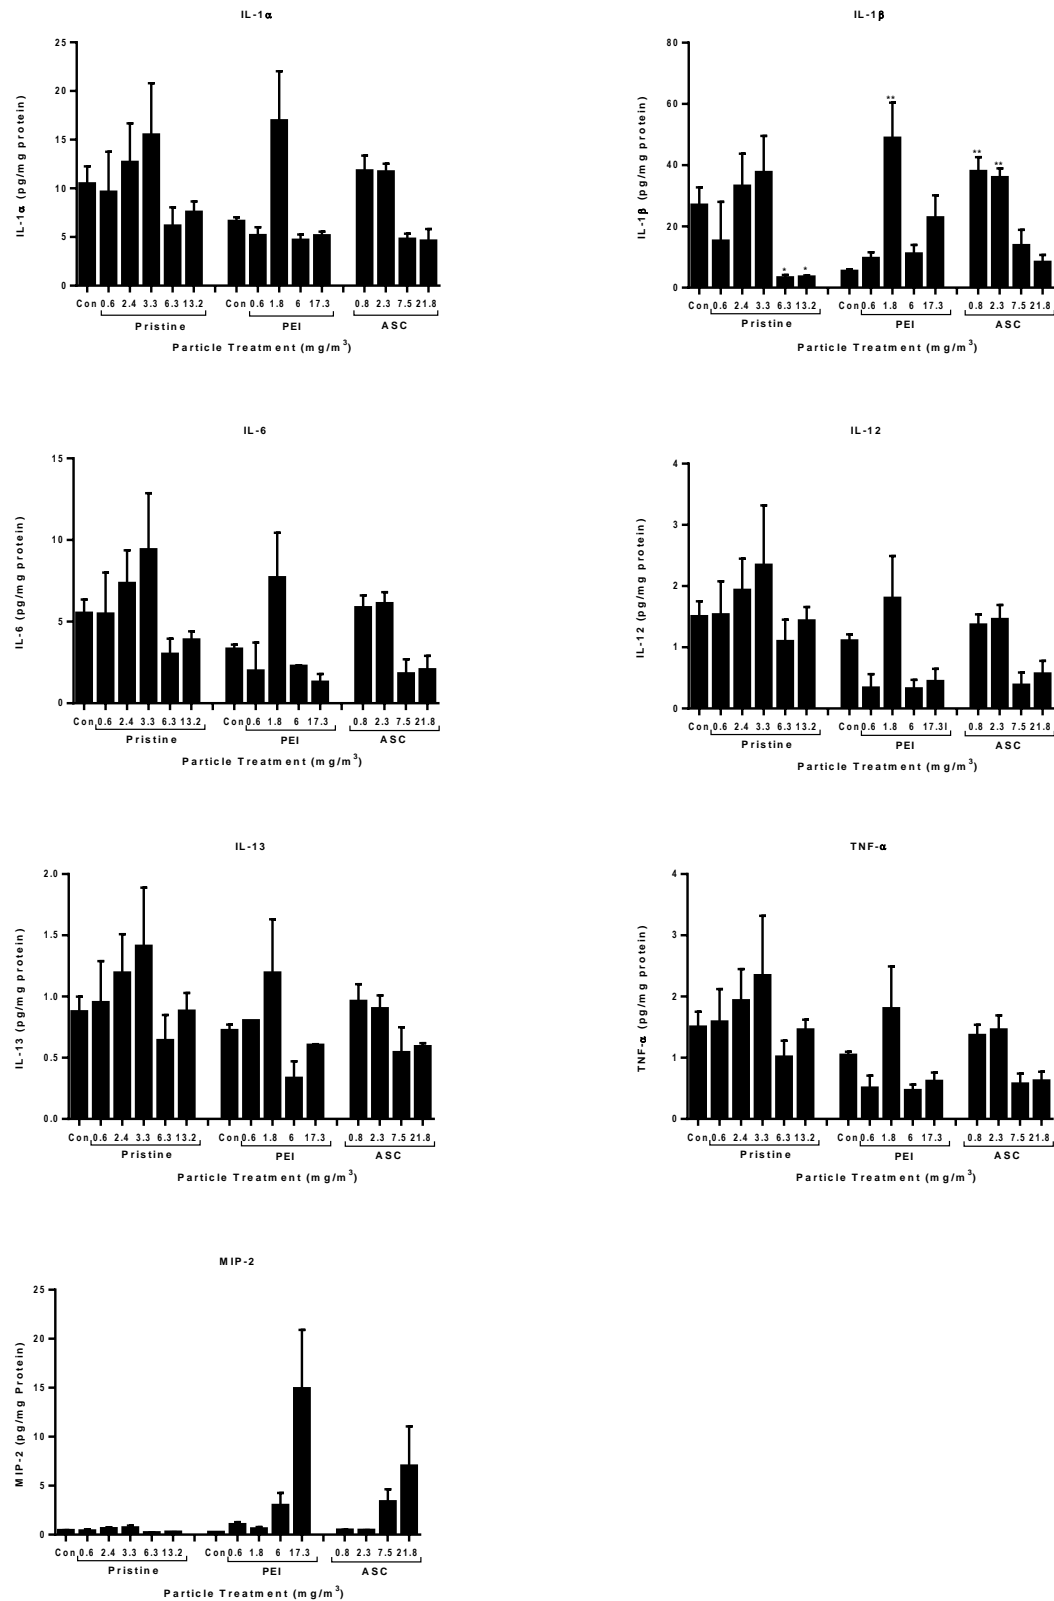 IL-1α
25
20
15
10
5
0
IL-1α (pg/mg protein)
Con 0.6 2.4 3.3 6.3 13.2 Con 0.6 1.8 6 17.3 0.8 2.3 7.5 21.8
Pristine PEI ASC
Particle Treatment (mg/m³)
IL-1β
80
60
40
20
0
IL-1β (pg/mg protein)
** ** ** * *
Con 0.6 2.4 3.3 6.3 13.2 Con 0.6 1.8 6 17.3 0.8 2.3 7.5 21.8
Pristine PEI ASC
Particle Treatment (mg/m³)
IL-6
15
10
5
0
IL-6 (pg/mg protein)
Con 0.6 2.4 3.3 6.3 13.2 Con 0.6 1.8 6 17.3 0.8 2.3 7.5 21.8
Pristine PEI ASC
Particle Treatment (mg/m³)
IL-12
4
3
2
1
0
IL-12 (pg/mg protein)
Con 0.6 2.4 3.3 6.3 13.2 Con 0.6 1.8 6 17.3 0.8 2.3 7.5 21.8
Pristine PEI ASC
Particle Treatment (mg/m³)
IL-13
2.0
1.5
1.0
0.5
0.0
IL-13 (pg/mg protein)
Con 0.6 2.4 3.3 6.3 13.2 Con 0.6 1.8 6 17.3 0.8 2.3 7.5 21.8
Pristine PEI ASC
Particle Treatment (mg/m³)
TNF-α
4
3
2
1
0
TNF-α (pg/mg protein)
Con 0.6 2.4 3.3 6.3 13.2 Con 0.6 1.8 6 17.3 0.8 2.3 7.5 21.8
Pristine PEI ASC
Particle Treatment (mg/m³)
MIP-2
25
20
15
10
5
0
MIP-2 (pg/mg Protein)
Con 0.6 2.4 3.3 6.3 13.2 Con 0.6 1.8 6 17.3 0.8 2.3 7.5 21.8
Pristine PEI ASC
Particle Treatment (mg/m³)